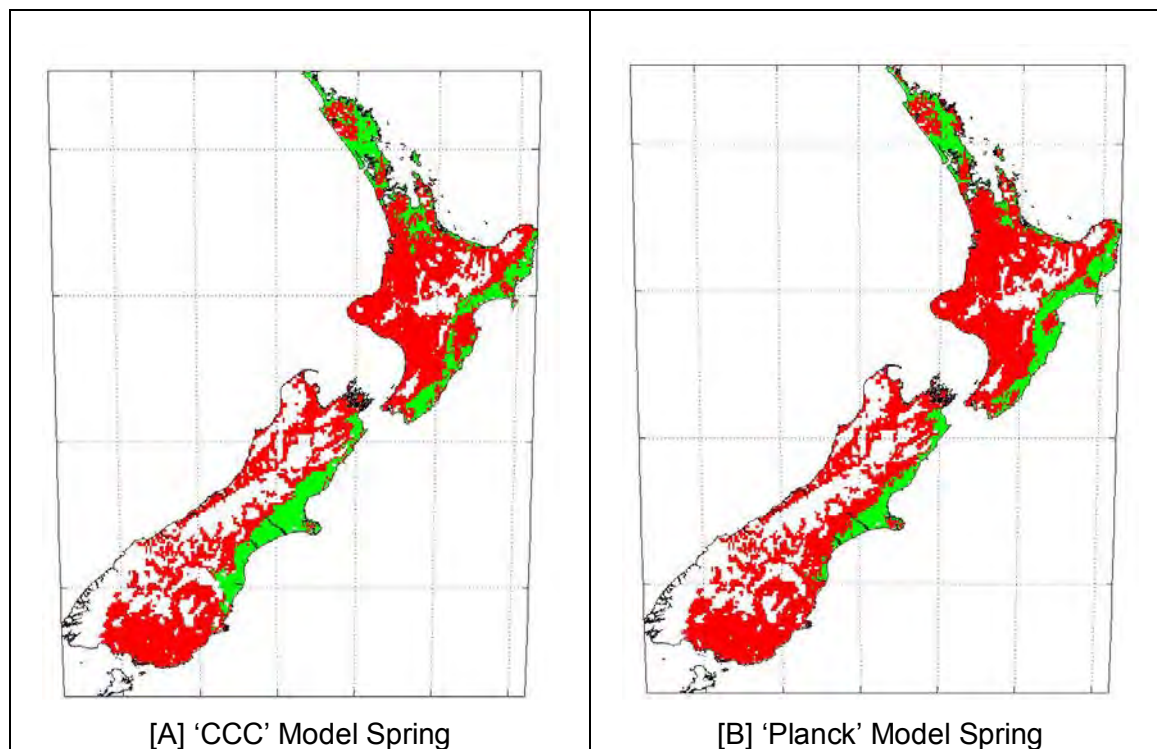 [A] ‘CCC’ Model Spring
[B] ‘Planck’ Model Spring